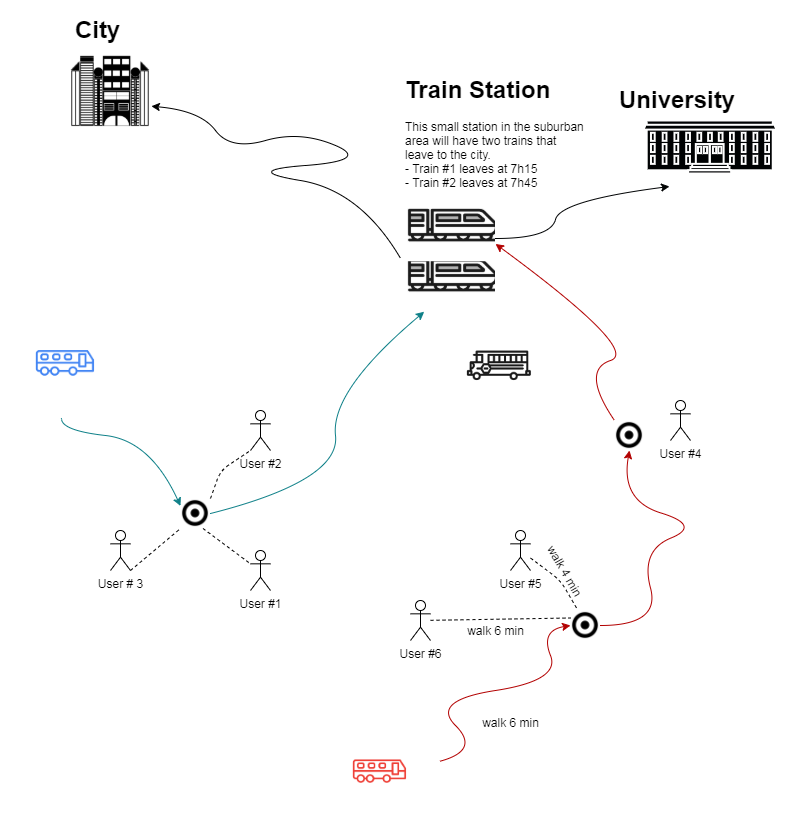 City
Train Station
University
This small station in the suburban
area will have two trains that
leave to the city.
- Train #1 leaves at 7h15
- Train #2 leaves at 7h45
User #2
User #4
User # 3
User #1
User #5
walk 4 min
User #6
walk 6 min
walk 6 min